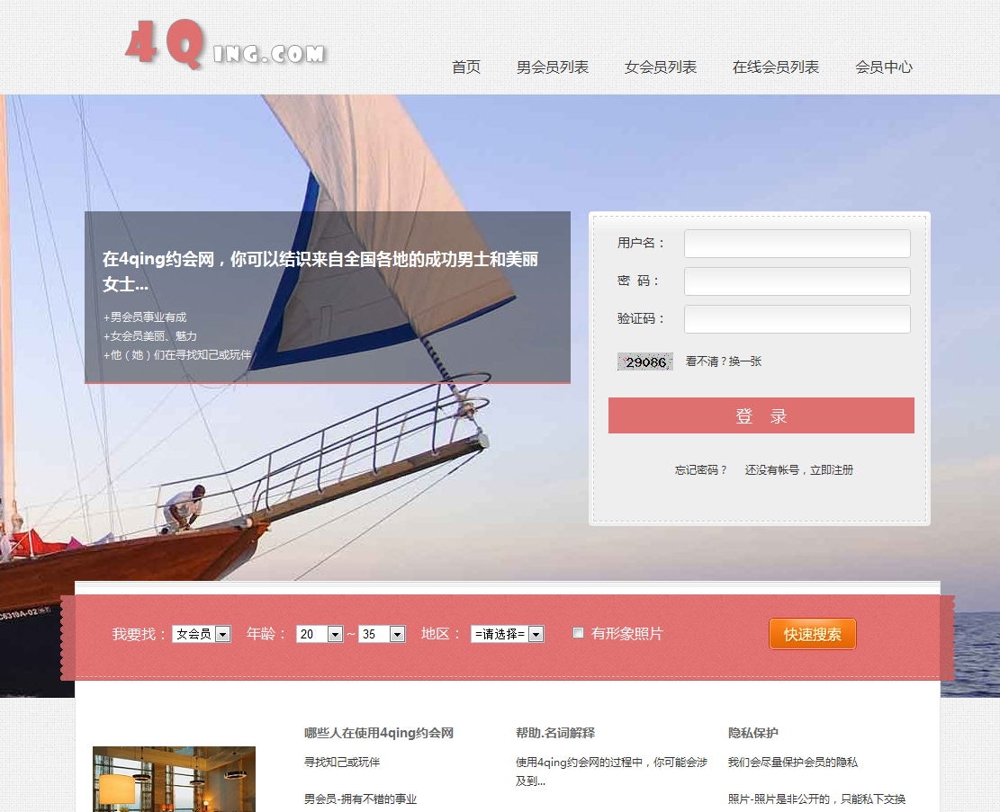 4QING.COM
首页 男会员列表 女会员列表 在线会员列表 会员中心
在4qing约会网，你可以结识来自全国各地的成功男士和美丽
女士...
+男会员事业有成
+女会员美丽、魅力
+他（她）们在寻找知己或玩伴
用户名：
密 码：
验证码：
29086 看不清？换一张
登 录
忘记密码？ 还没有帐号，立即注册
我要找： 女会员 年龄： 20 ~ 35 地区： =请选择= 有形象照片 快速搜索
哪些人在使用4qing约会网
寻找知己或玩伴
男会员-拥有不错的事业
帮助.名词解释
使用4qing约会网的过程中，你可能会涉
及到...
隐私保护
我们会尽量保护会员的隐私
照片-照片是非公开的，只能私下交换